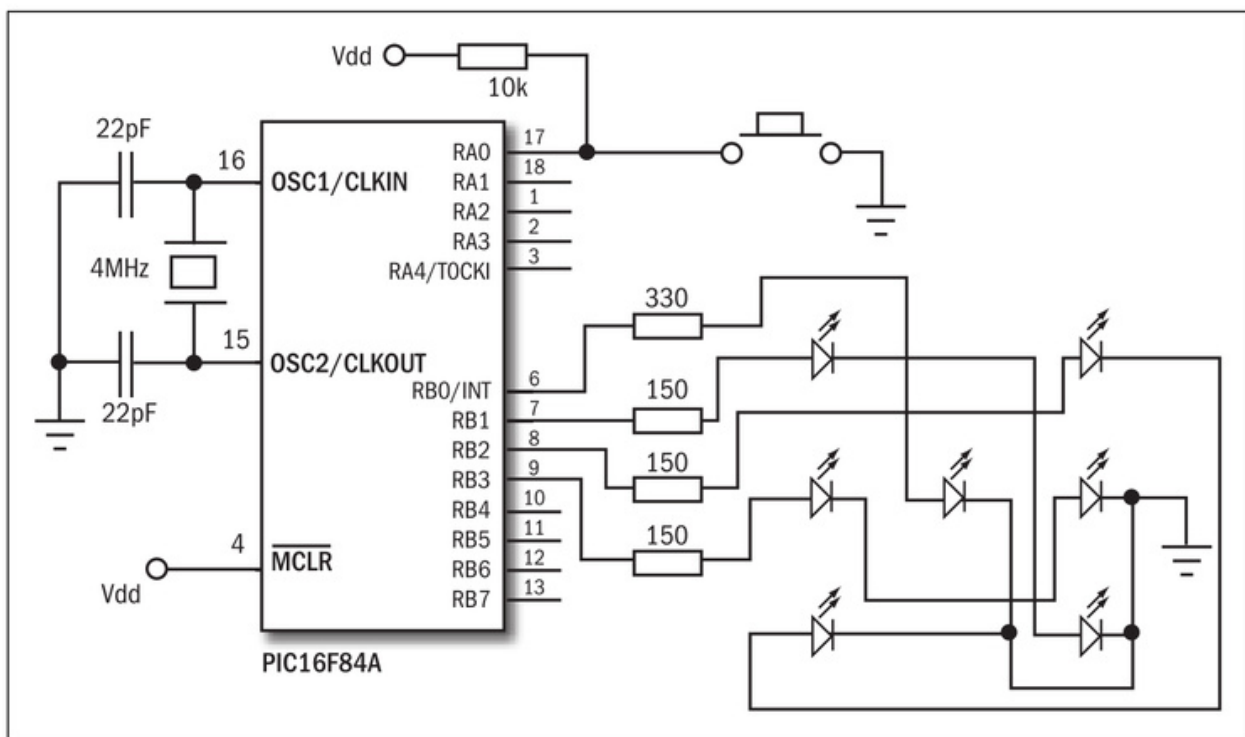 Vdd
10k
22pF
16
OSC1/CLKIN
4MHz
15
OSC2/CLKOUT
22pF
4
MCLR
Vdd
RA0
17
RA1
18
RA2
1
RA3
2
RA4/TOCKI
3
RB0/INT
6
RB1
7
RB2
8
RB3
9
RB4
10
RB5
11
RB6
12
RB7
13
330
150
150
150
PIC16F84A